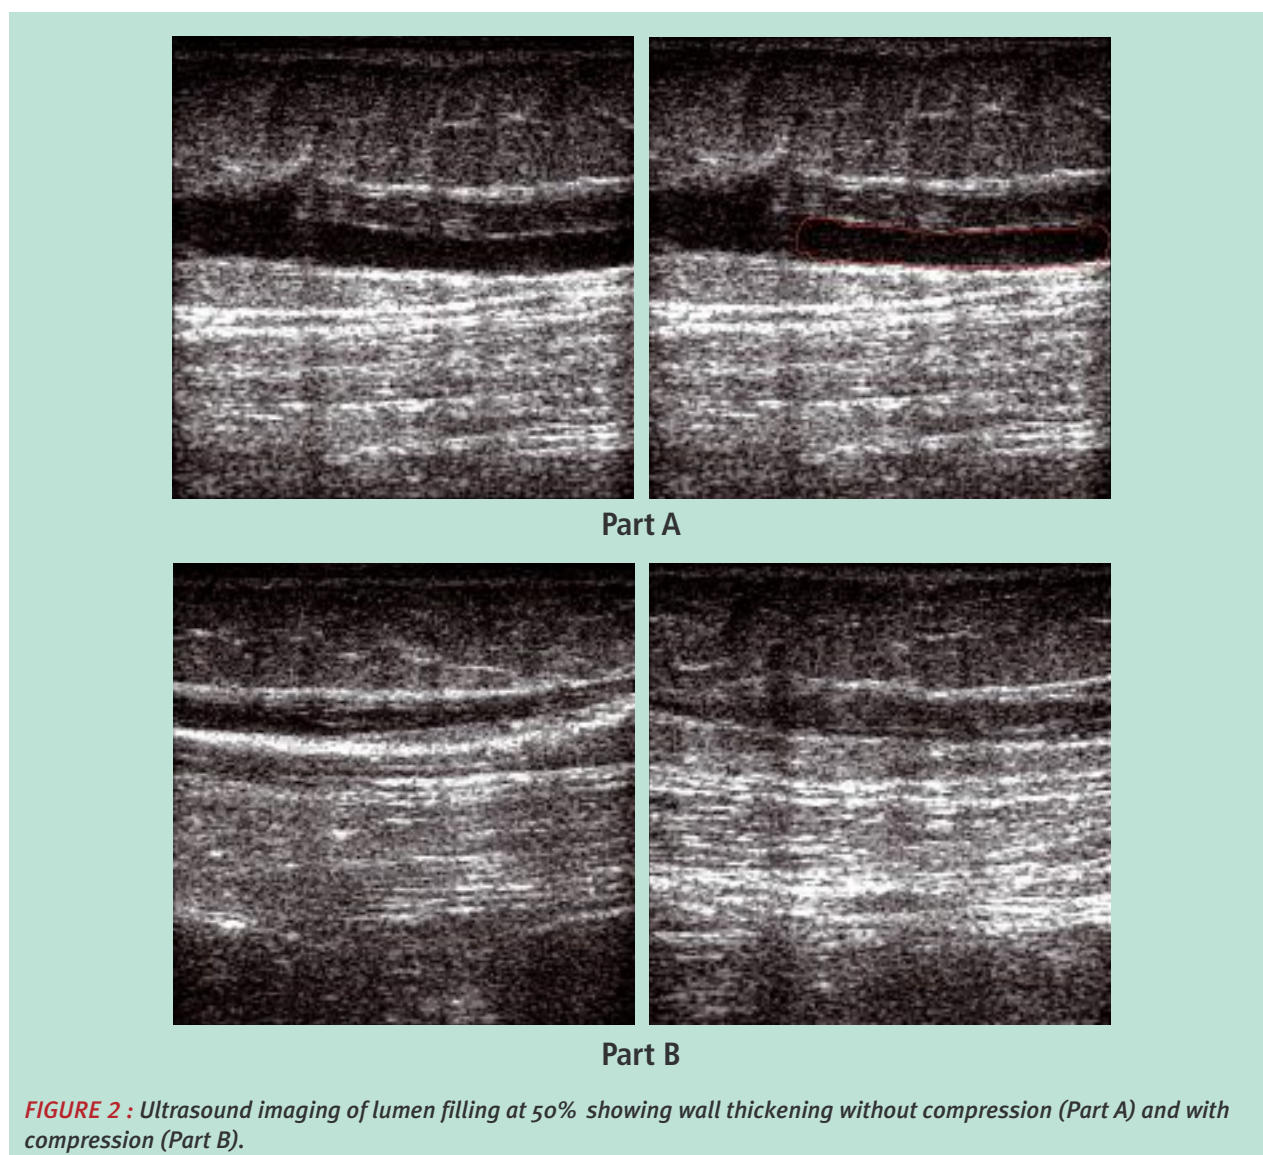 Part A
Part B
FIGURE 2 : Ultrasound imaging of lumen filling at 50% showing wall thickening without compression (Part A) and with
compression (Part B).